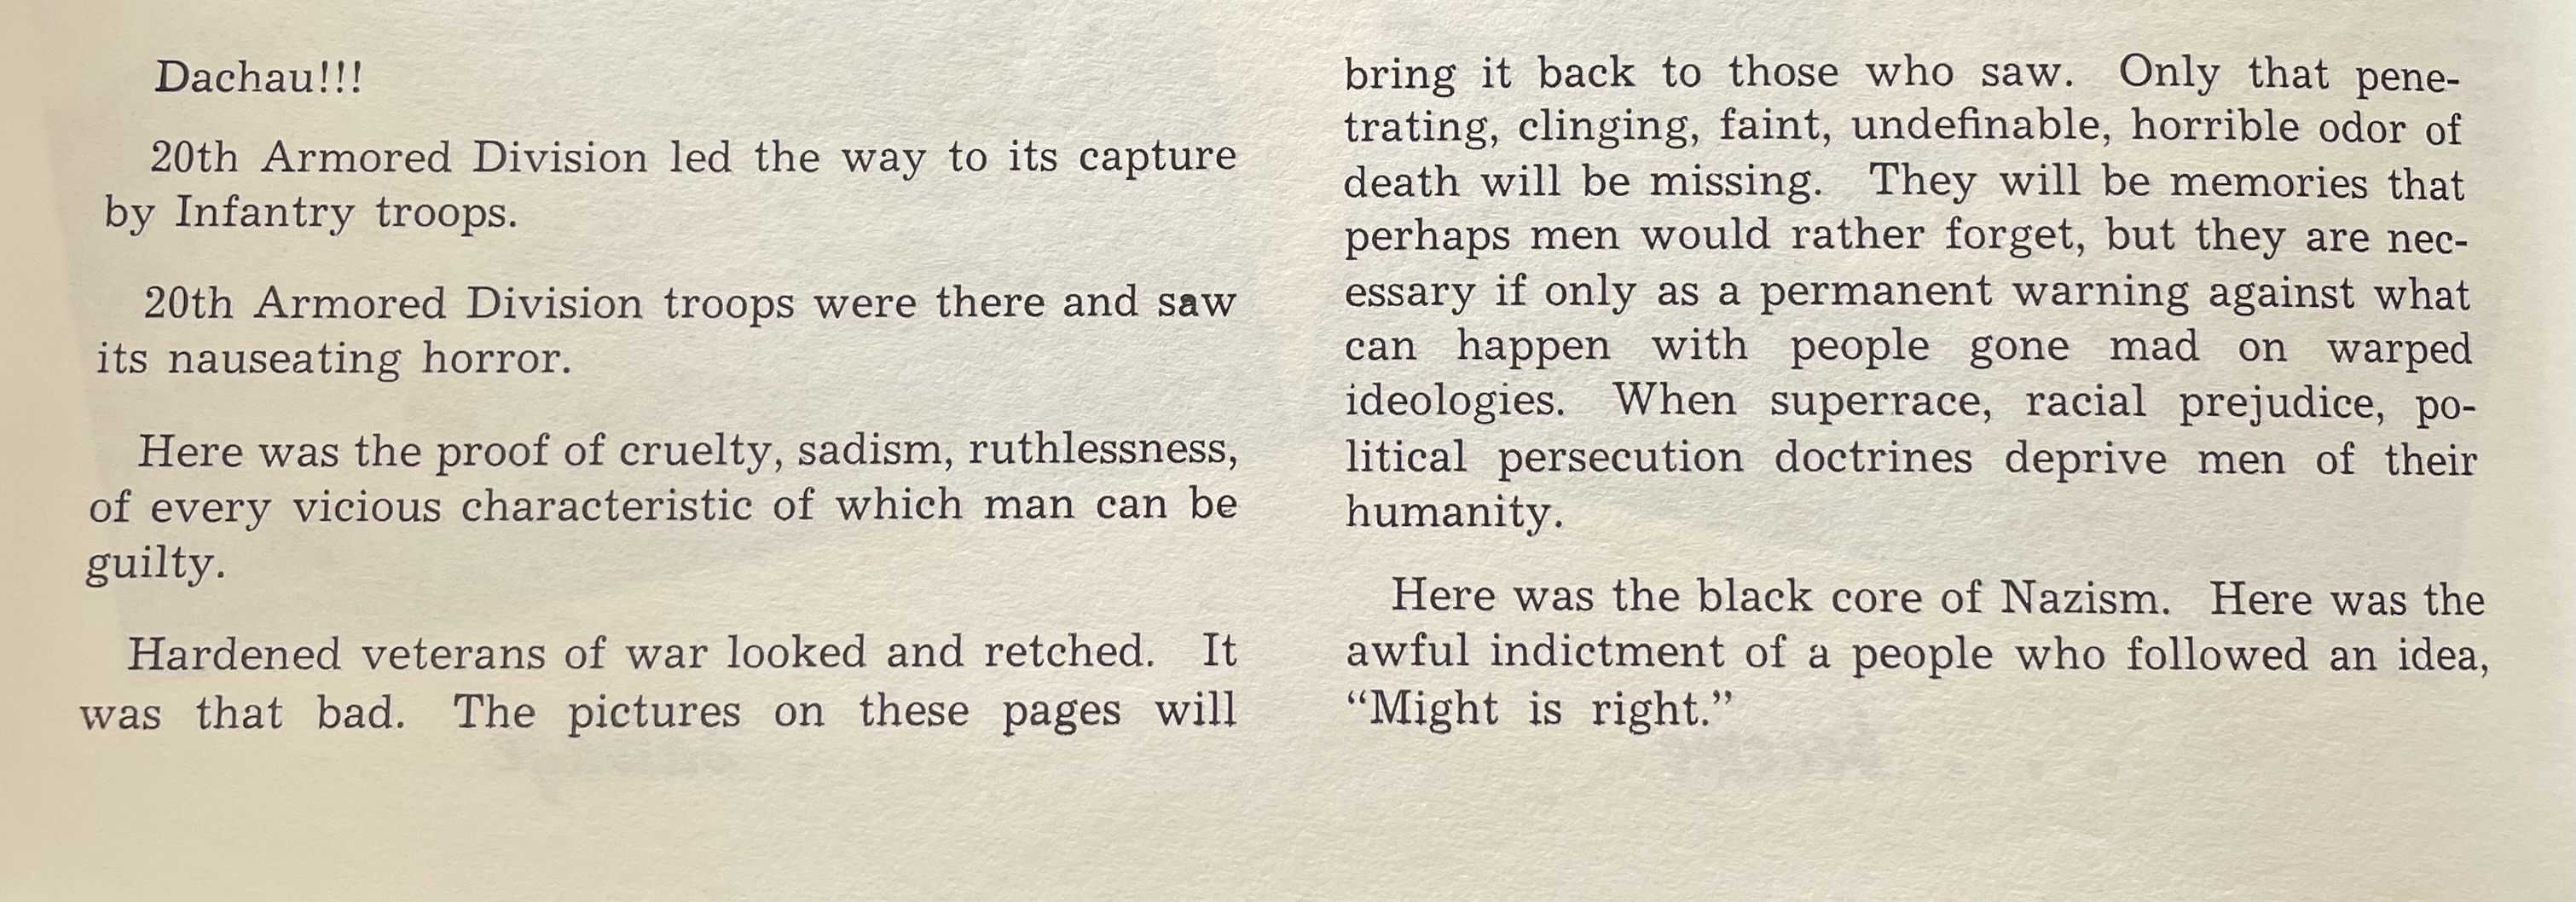 Dachau!!!
20th Armored Division led the way to its capture
by Infantry troops.
20th Armored Division troops were there and saw
its nauseating horror.
Here was the proof of cruelty, sadism, ruthlessness,
of every vicious characteristic of which man can be
guilty.
Hardened veterans of war looked and retched. It
was that bad. The pictures on these pages will
bring it back to those who saw. Only that pene-
trating, clinging, faint, undefinable, horrible odor of
death will be missing. They will be memories that
perhaps men would rather forget, but they are nec-
essary if only as a permanent warning against what
can happen with people gone mad on warped
ideologies. When superrace, racial prejudice, po-
litical persecution doctrines deprive men of their
humanity.
Here was the black core of Nazism. Here was the
awful indictment of a people who followed an idea,
“Might is right.”